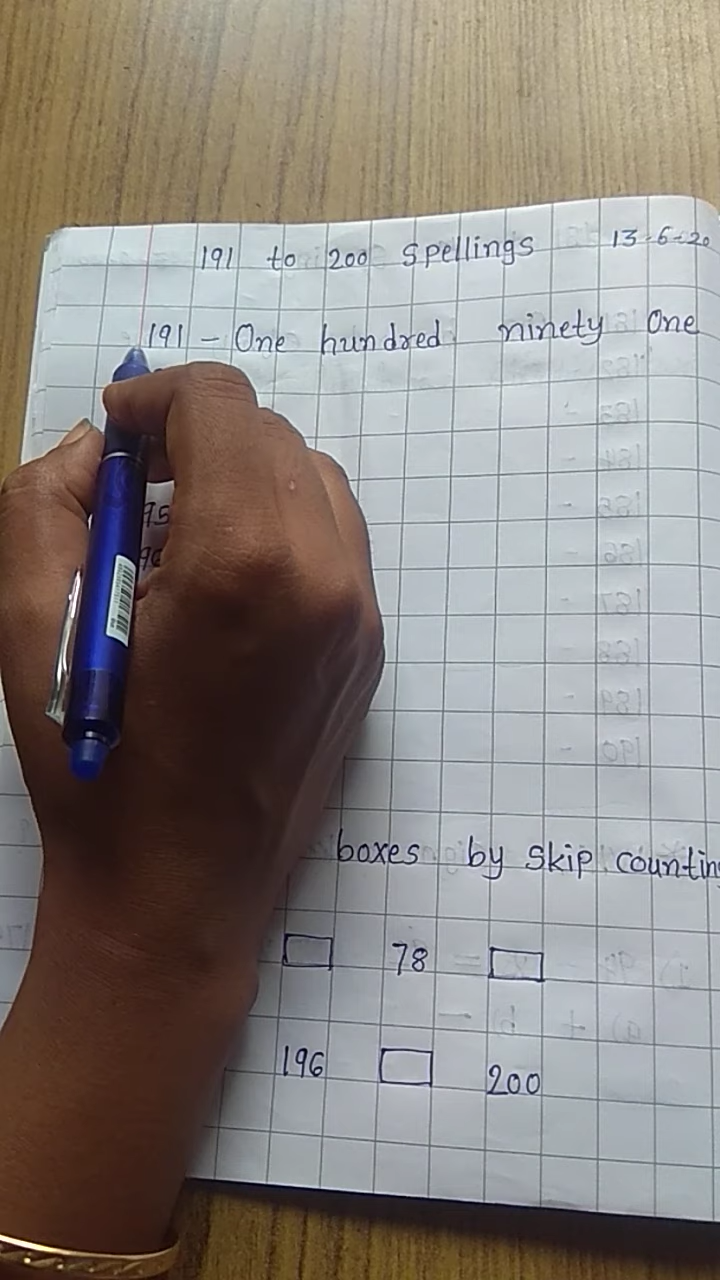 191 to 200 Spellings 13-6-20
191 - One hundred ninety One
95
boxes by skip counting
78
196 200